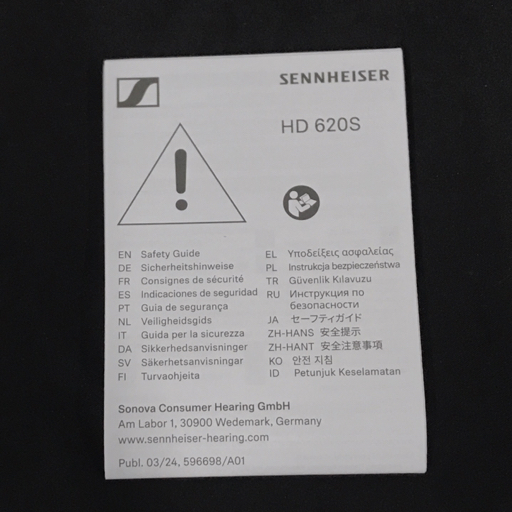 SENNHEISER
HD 620S
EN Safety Guide
DE Sicherheitshinweise
FR Consignes de sécurité
ES Indicaciones de seguridad
PT Guia de segurança
NL Veiligheidsgids
IT Guida per la sicurezza
DA Sikkerhedsanvisninger
SV Säkerhetsanvisningar
FI Turvaohjeita
EL Υποδείξεις ασφαλείας
PL Instrukcja bezpieczeństwa
TR Güvenlik Kılavuzu
RU Инструкция по
безопасности
JA セーフティガイド
ZH-HANS 安全提示
ZH-HANT 安全注意事項
KO 안전 지침
ID Petunjuk Keselamatan
Sonova Consumer Hearing GmbH
Am Labor 1, 30900 Wedemark, Germany
www.sennheiser-hearing.com
Publ. 03/24, 596698/A01